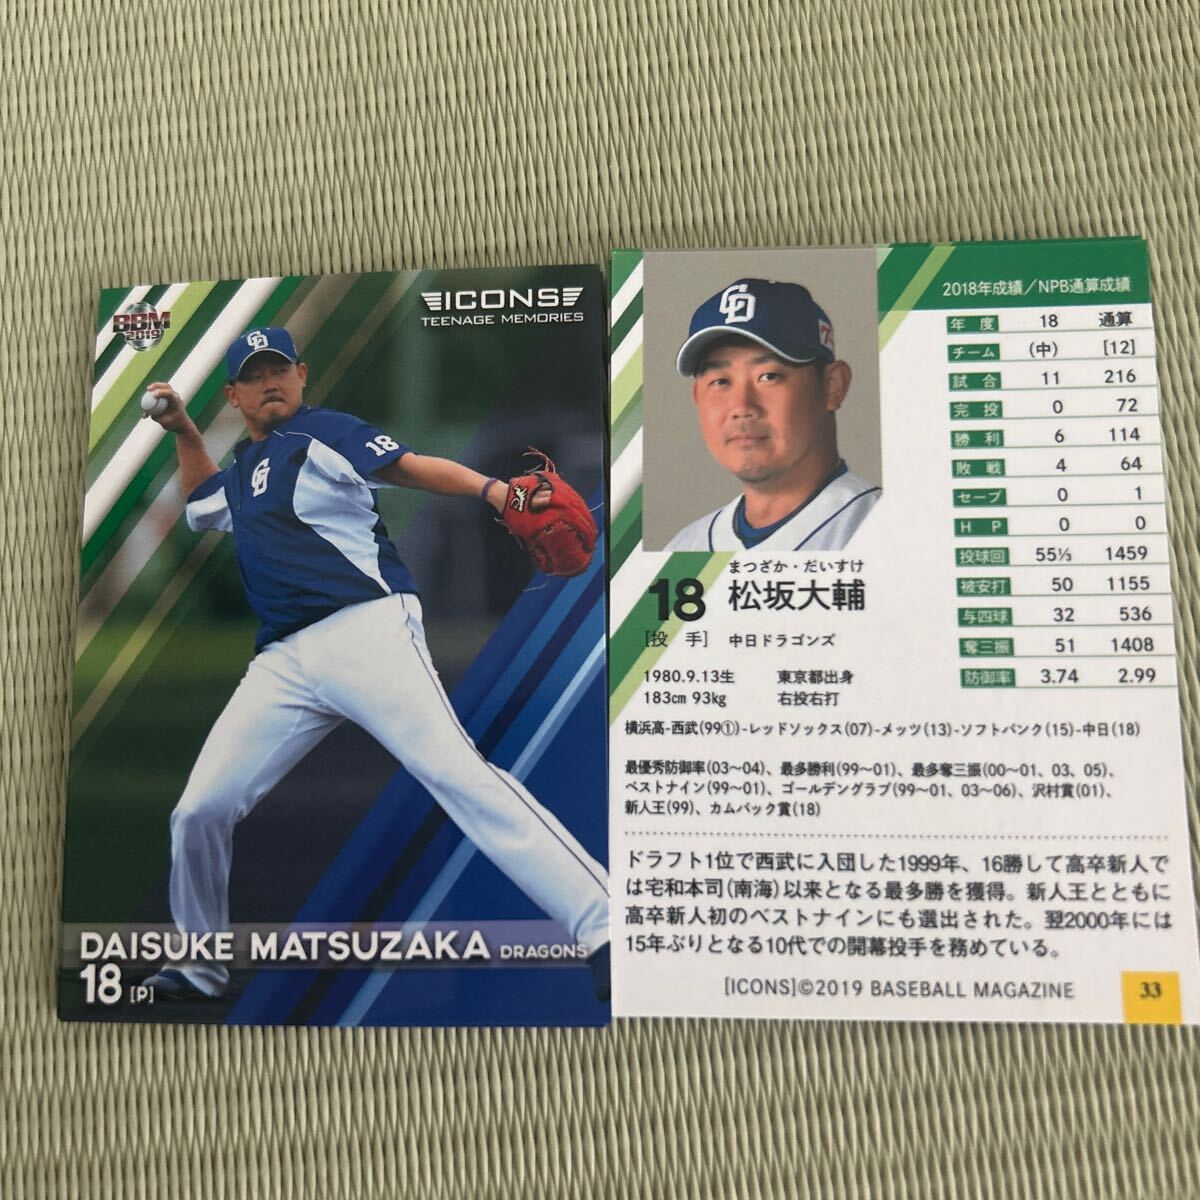 BBM
2019
ICONS
TEENAGE MEMORIES
CD
18
CD
DAISUKE MATSUZAKA DRAGONS
18 [P]
CD
まつざか・だいすけ
18 松坂大輔
[投 手] 中日ドラゴンズ
1980.9.13生 東京都出身
183cm 93kg 右投右打
2018年成績／NPB通算成績
年 度 18 通算
チーム (中) [12]
試 合 11 216
完 投 0 72
勝 利 6 114
敗 戦 4 64
セーブ 0 1
H P 0 0
投球回 55⅓ 1459
被安打 50 1155
与四球 32 536
奪三振 51 1408
防御率 3.74 2.99
横浜高-西武(99①)-レッドソックス(07)-メッツ(13)-ソフトバンク(15)-中日(18)
最優秀防御率(03〜04)、最多勝利(99〜01)、最多奪三振(00〜01、03、05)、
ベストナイン(99〜01)、ゴールデングラブ(99〜01、03〜06)、沢村賞(01)、
新人王(99)、カムバック賞(18)
ドラフト1位で西武に入団した1999年、16勝して高卒新人で
は宅和本司(南海)以来となる最多勝を獲得。新人王とともに
高卒新人初のベストナインにも選出された。翌2000年には
15年ぶりとなる10代での開幕投手を務めている。
[ICONS]©2019 BASEBALL MAGAZINE 33